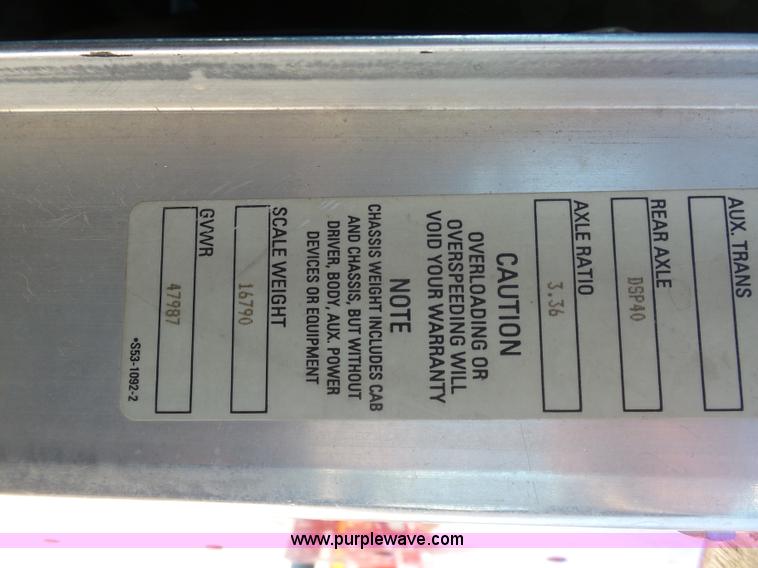 AUX. TRANS
REAR AXLE
DSP40
AXLE RATIO
3.36
CAUTION
OVERLOADING OR
OVERSPEEDING WILL
VOID YOUR WARRANTY
NOTE
CHASSIS WEIGHT INCLUDES CAB
AND CHASSIS, BUT WITHOUT
DRIVER, BODY, AUX. POWER
DEVICES OR EQUIPMENT
SCALE WEIGHT
16790
GVWR
47987
*S53-1092-2
www.purplewave.com